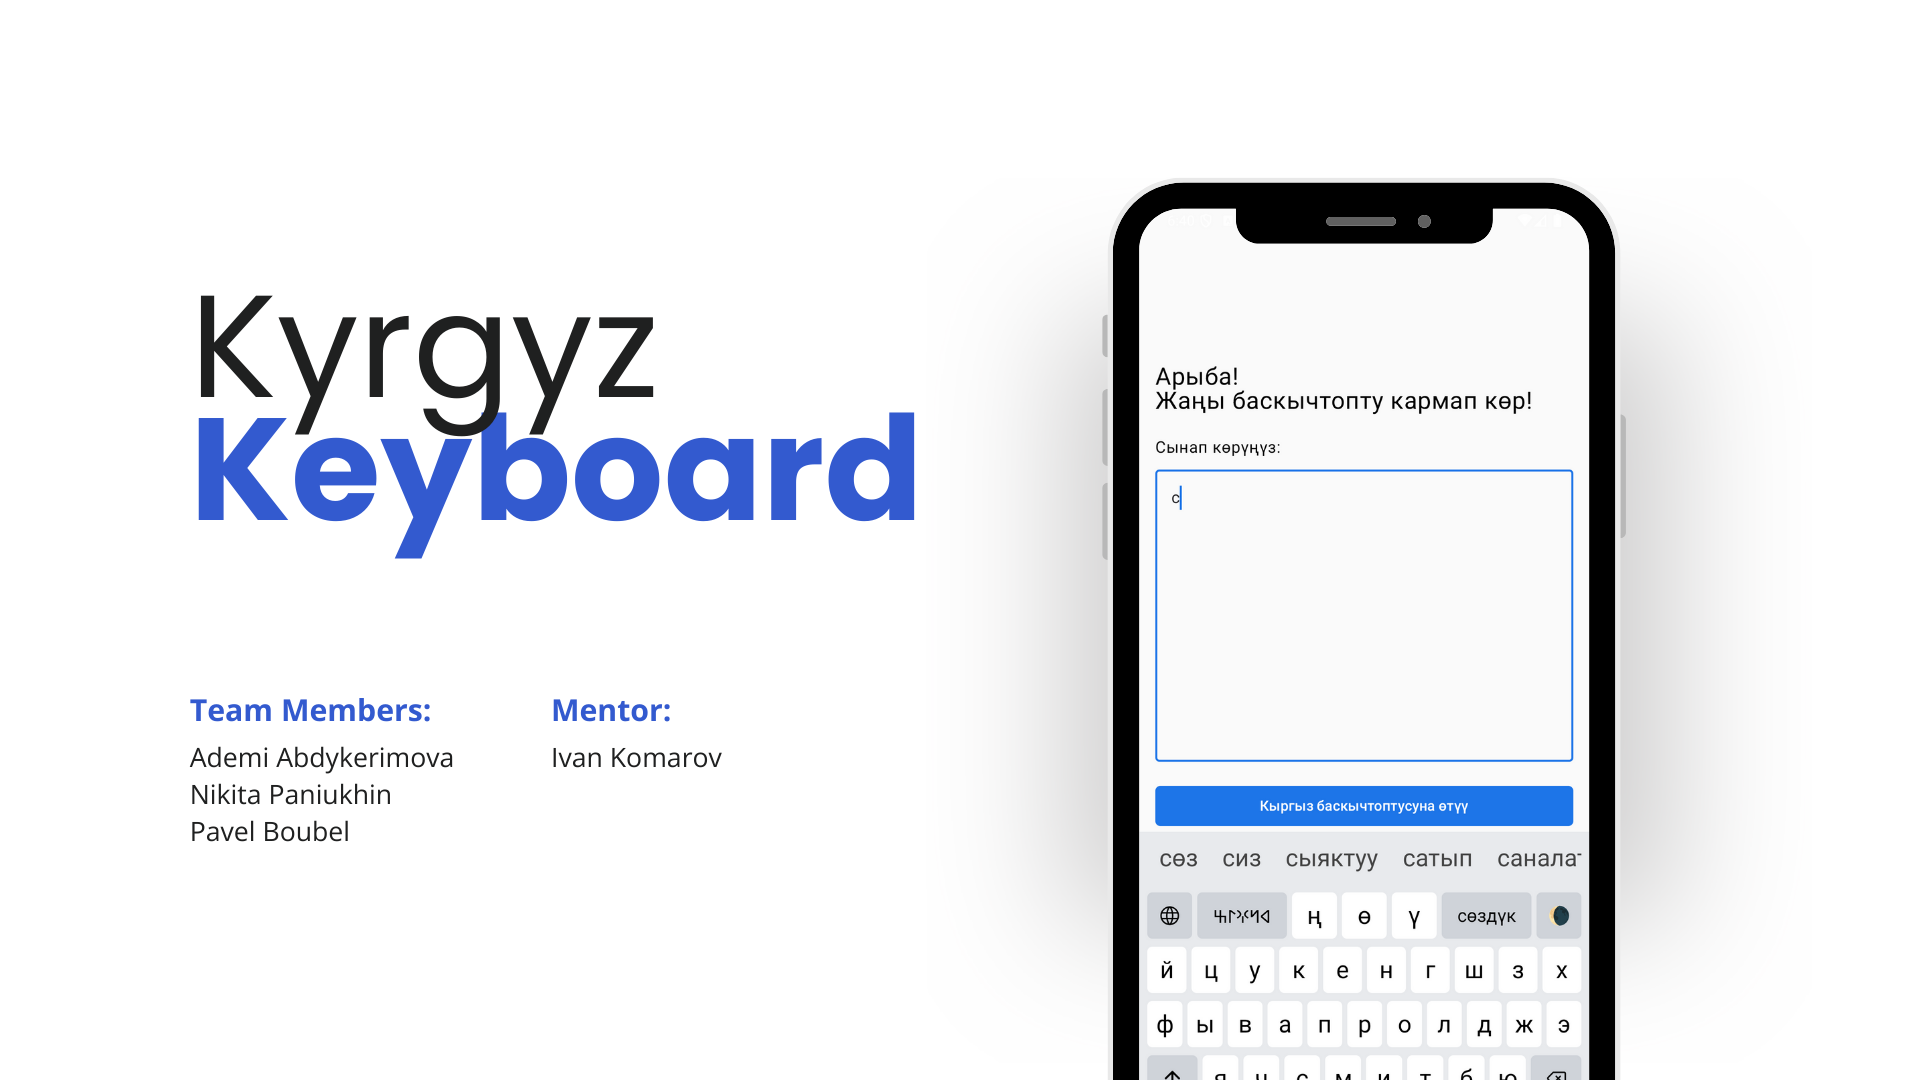 Kyrgyz
Keyboard
Team Members:
Ademi Abdykerimova
Nikita Paniukhin
Pavel Boubel
Mentor:
Ivan Komarov
Арыба!
Жаңы баскычтопту кармап көр!
Сынап көрүңүз:
с
Кыргыз баскычтоптусуна өтүү
сөз сиз сыяктуу сатып
ң ө ү сөздүк
й ц у к е н г ш з х
ф ы в а п р о л д ж э
я ч с м и т б ю